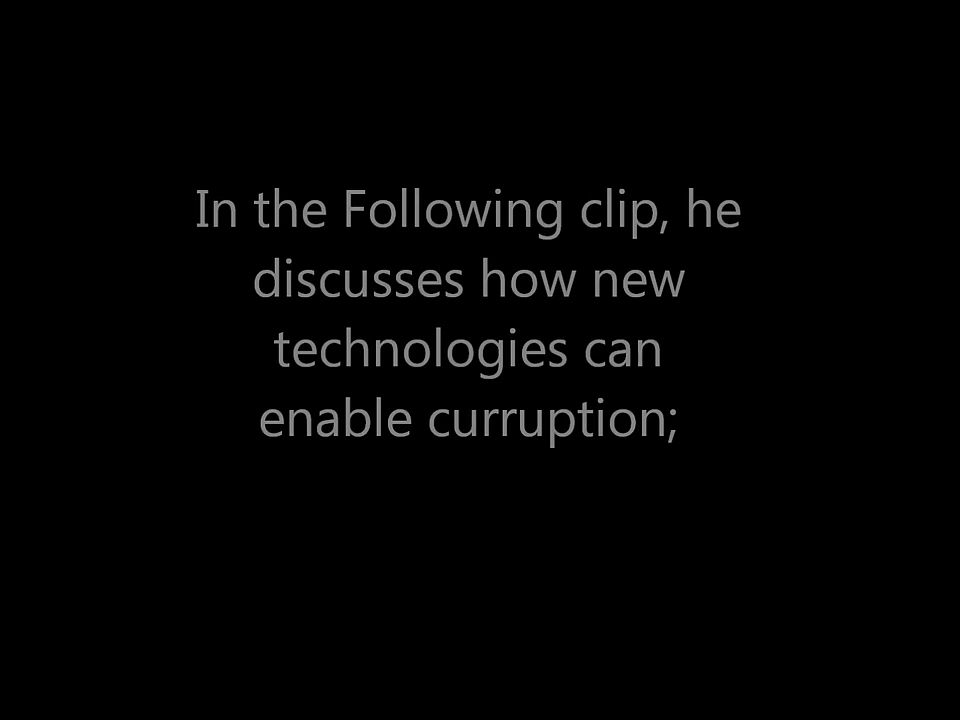 In the Following clip, he
discusses how new
technologies can
enable curruption;